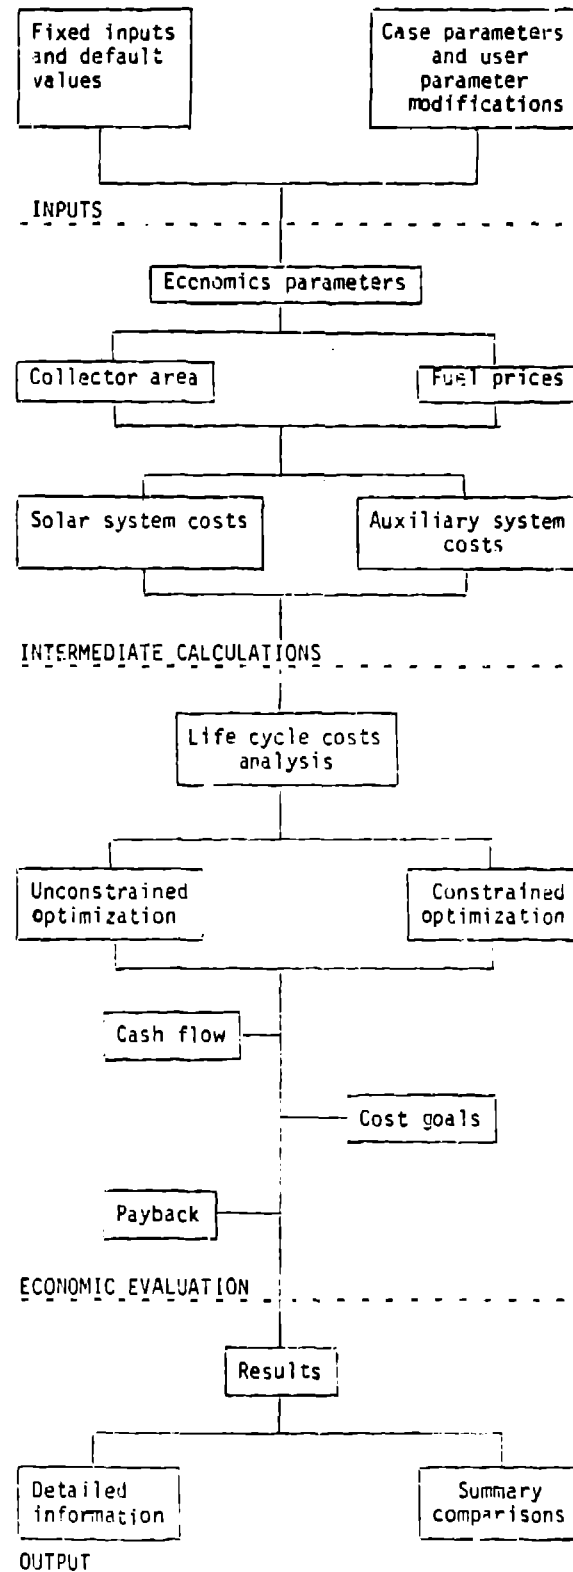 Fixed inputs
and default
values
Case parameters
and user
parameter
modifications
INPUTS
Economics parameters
Collector area
Fuel prices
Solar system costs
Auxiliary system
costs
INTERMEDIATE CALCULATIONS
Life cycle costs
analysis
Unconstrained
optimization
Constrained
optimization
Cash flow
Cost goals
Payback
ECONOMIC EVALUATION
Results
Detailed
information
Summary
comparisons
OUTPUT